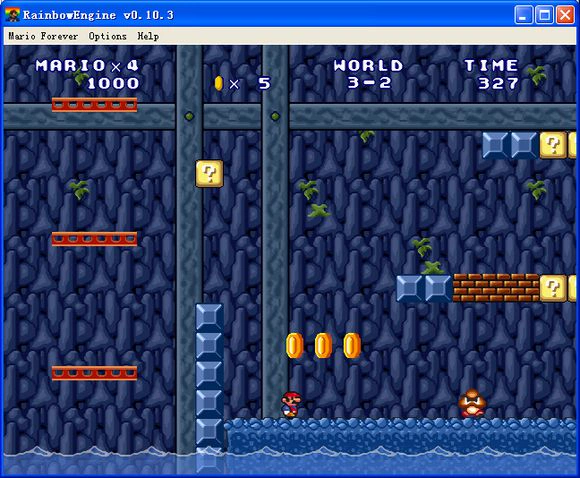 RainbowEngine v0.10.3
Mario Forever Options Help
MARIO × 4 WORLD TIME
1000 × 5 3-2 327
? ?
?